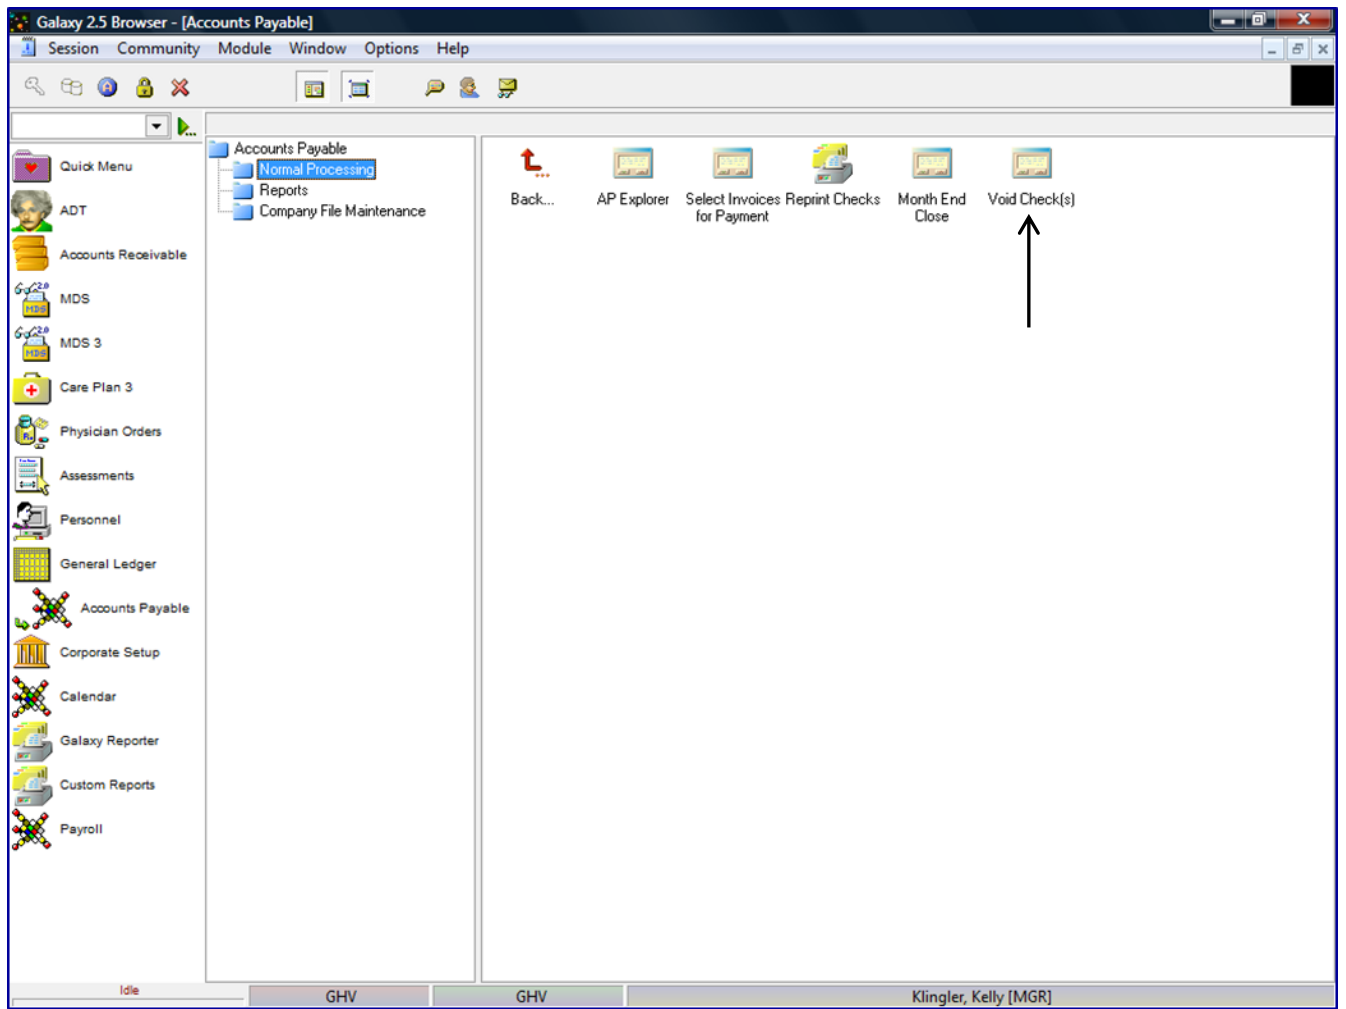 Galaxy 2.5 Browser - [Accounts Payable]
Session Community Module Window Options Help
Quick Menu
ADT
Accounts Receivable
MDS
MDS 3
Care Plan 3
Physician Orders
Assessments
Personnel
General Ledger
Accounts Payable
Corporate Setup
Calendar
Galaxy Reporter
Custom Reports
Payroll
Accounts Payable
Normal Processing
Reports
Company File Maintenance
Back...
AP Explorer
Select Invoices
for Payment
Reprint Checks
Month End
Close
Void Check(s)
Idle
GHV
GHV
Klingler, Kelly [MGR]